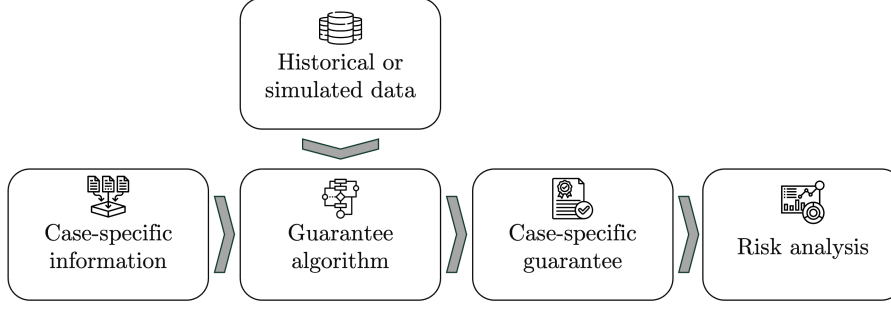 Historical or
simulated data
Case-specific
information
Guarantee
algorithm
Case-specific
guarantee
Risk analysis